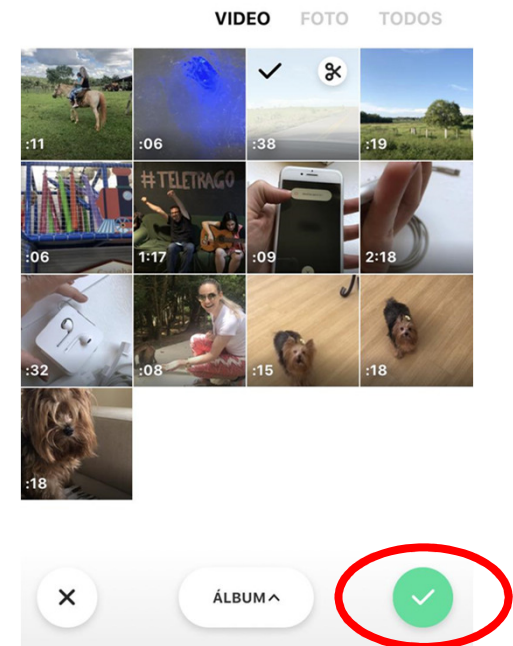 VIDEO FOTO TODOS
:11 :06 :38 :19
#TELETRAGO
:06 1:17 :09 2:18
:32 :08 :15 :18
:18
ÁLBUM